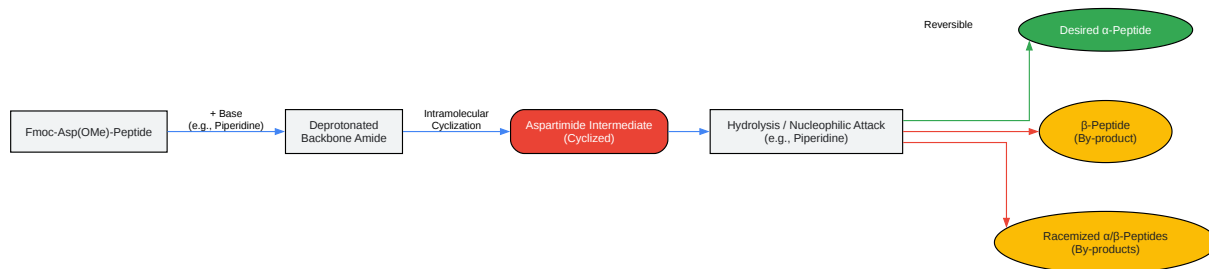 Reversible
Desired α-Peptide
Fmoc-Asp(OMe)-Peptide
+ Base
(e.g., Piperidine)
Deprotonated
Backbone Amide
Intramolecular
Cyclization
Aspartimide Intermediate
(Cyclized)
Hydrolysis / Nucleophilic Attack
(e.g., Piperidine)
β-Peptide
(By-product)
Racemized α/β-Peptides
(By-products)